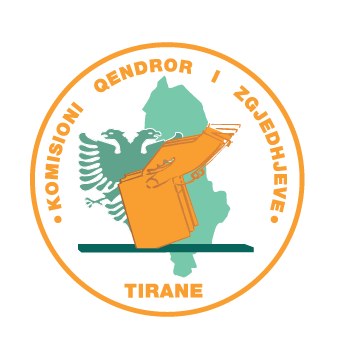 • KOMISIONI QENDROR I ZGJEDHJEVE •
TIRANE